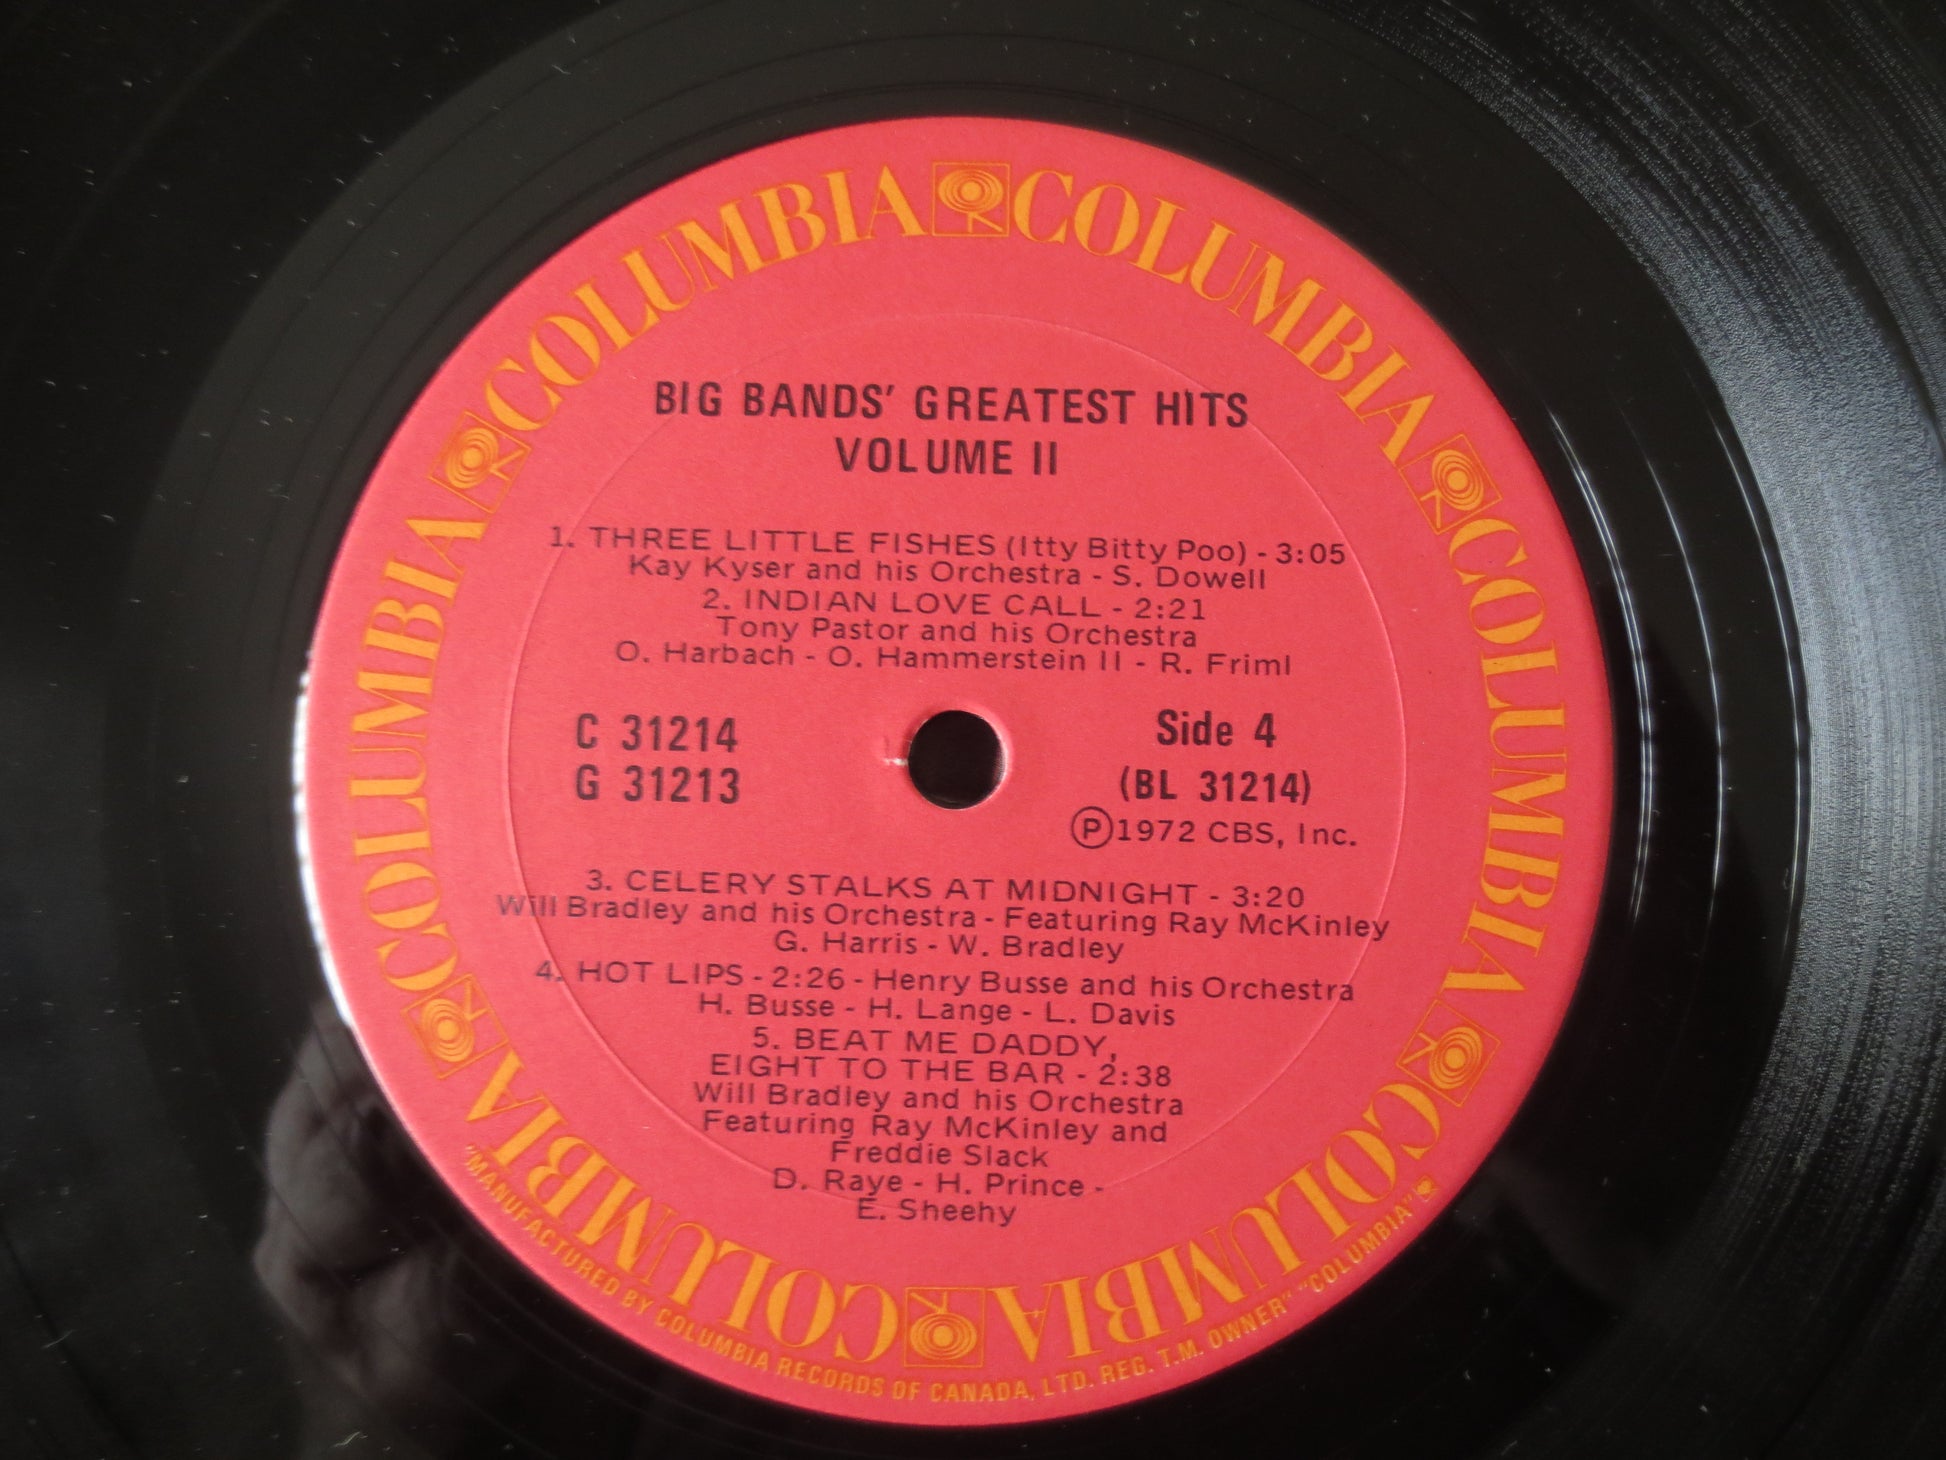 COLUMBIA COLUMBIA COLUMBIA COLUMBIA COLUMBIA COLUMBIA
BIG BANDS' GREATEST HITS
VOLUME II
1. THREE LITTLE FISHES (Itty Bitty Poo) - 3:05
Kay Kyser and his Orchestra - S. Dowell
2. INDIAN LOVE CALL - 2:21
Tony Pastor and his Orchestra
O. Harbach - O. Hammerstein II - R. Friml
C 31214
G 31213
Side 4
(BL 31214)
Ⓟ1972 CBS, Inc.
3. CELERY STALKS AT MIDNIGHT - 3:20
Will Bradley and his Orchestra - Featuring Ray McKinley
G. Harris - W. Bradley
4. HOT LIPS - 2:26 - Henry Busse and his Orchestra
H. Busse - H. Lange - L. Davis
5. BEAT ME DADDY,
EIGHT TO THE BAR - 2:38
Will Bradley and his Orchestra
Featuring Ray McKinley and
Freddie Slack
D. Raye - H. Prince -
E. Sheehy
"MANUFACTURED BY COLUMBIA RECORDS OF CANADA, LTD. REG. T.M. OWNER" "COLUMBIA"